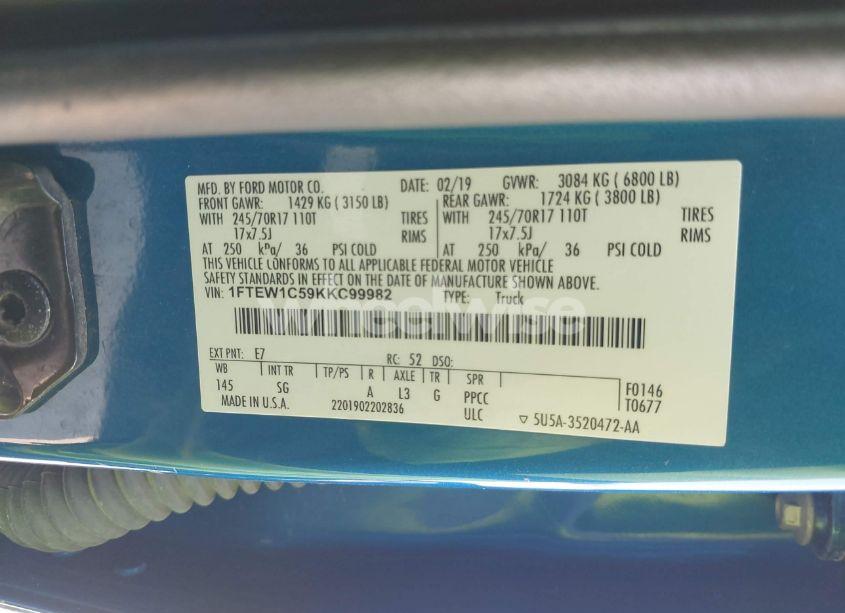 MFD. BY FORD MOTOR CO. DATE: 02/19 GVWR: 3084 KG ( 6800 LB)
FRONT GAWR: 1429 KG ( 3150 LB) REAR GAWR: 1724 KG ( 3800 LB)
WITH 245/70R17 110T TIRES WITH 245/70R17 110T TIRES
17x7.5J RIMS 17x7.5J RIMS
AT 250 kPa/ 36 PSI COLD AT 250 kPa/ 36 PSI COLD
THIS VEHICLE CONFORMS TO ALL APPLICABLE FEDERAL MOTOR VEHICLE
SAFETY STANDARDS IN EFFECT ON THE DATE OF MANUFACTURE SHOWN ABOVE.
VIN: 1FTEW1C59KKC99982 TYPE: Truck
Wheelwise
EXT PNT: E7 RC: 52 DSO:
WB INT TR TP/PS R AXLE TR SPR
145 SG A L3 G PPCC F0146
MADE IN U.S.A. 2201902202836 ULC T0677
▽ 5U5A-3520472-AA